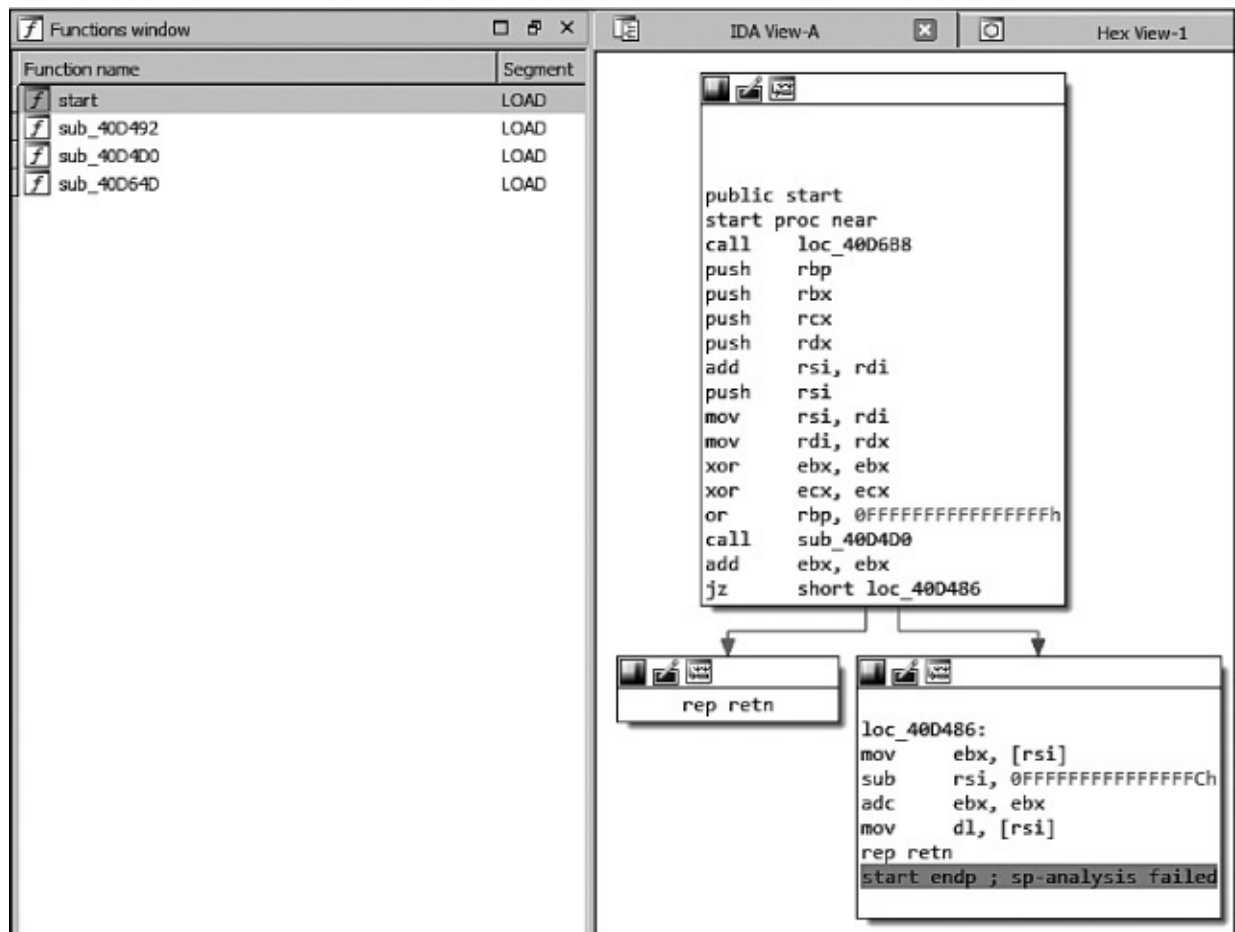 Functions window
Function name Segment
start LOAD
sub_40D492 LOAD
sub_40D4D0 LOAD
sub_40D64D LOAD
IDA View-A Hex View-1
public start
start proc near
call loc_40D6B8
push rbp
push rbx
push rcx
push rdx
add rsi, rdi
push rsi
mov rsi, rdi
mov rdi, rdx
xor ebx, ebx
xor ecx, ecx
or rbp, 0FFFFFFFFFFFFFFFFh
call sub_40D4D0
add ebx, ebx
jz short loc_40D486
rep retn
loc_40D486:
mov ebx, [rsi]
sub rsi, 0FFFFFFFFFFFFFFFCh
adc ebx, ebx
mov dl, [rsi]
rep retn
start endp ; sp-analysis failed